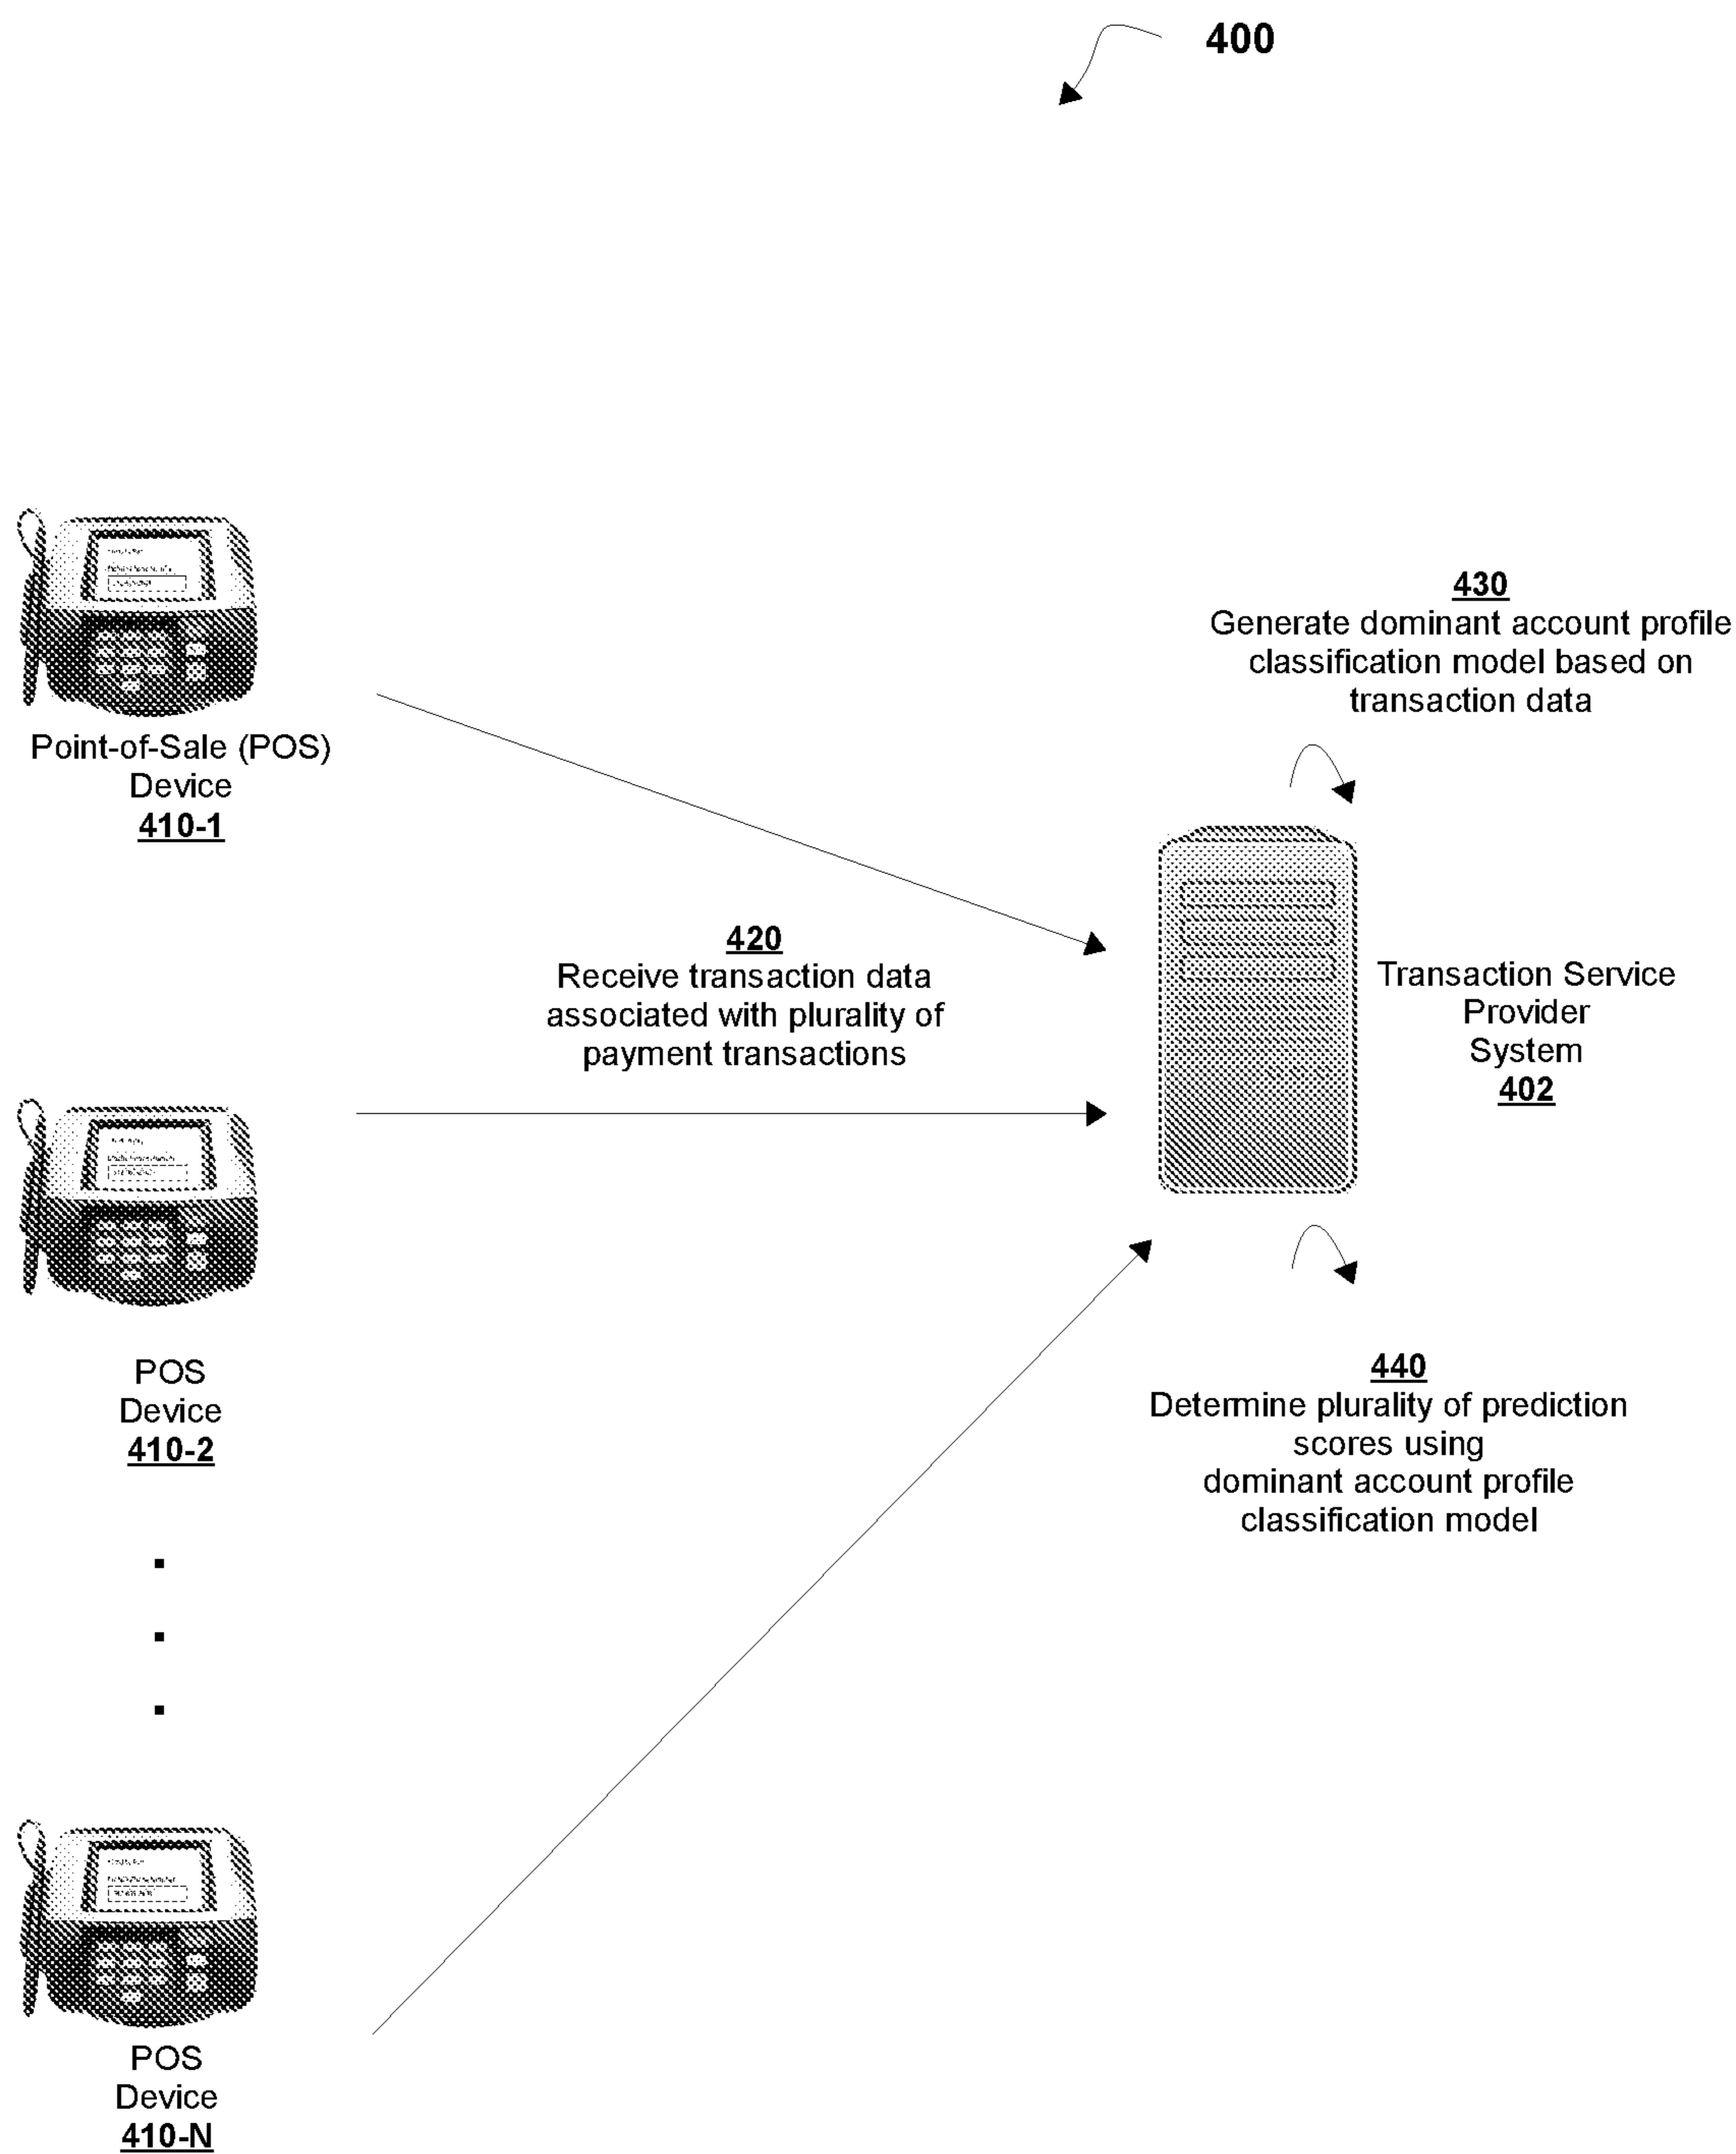 400
430
Generate dominant account profile
classification model based on
transaction data
Point-of-Sale (POS)
Device
410-1
420
Receive transaction data
associated with plurality of
payment transactions
Transaction Service
Provider
System
402
POS
Device
410-2
440
Determine plurality of prediction
scores using
dominant account profile
classification model
POS
Device
410-N